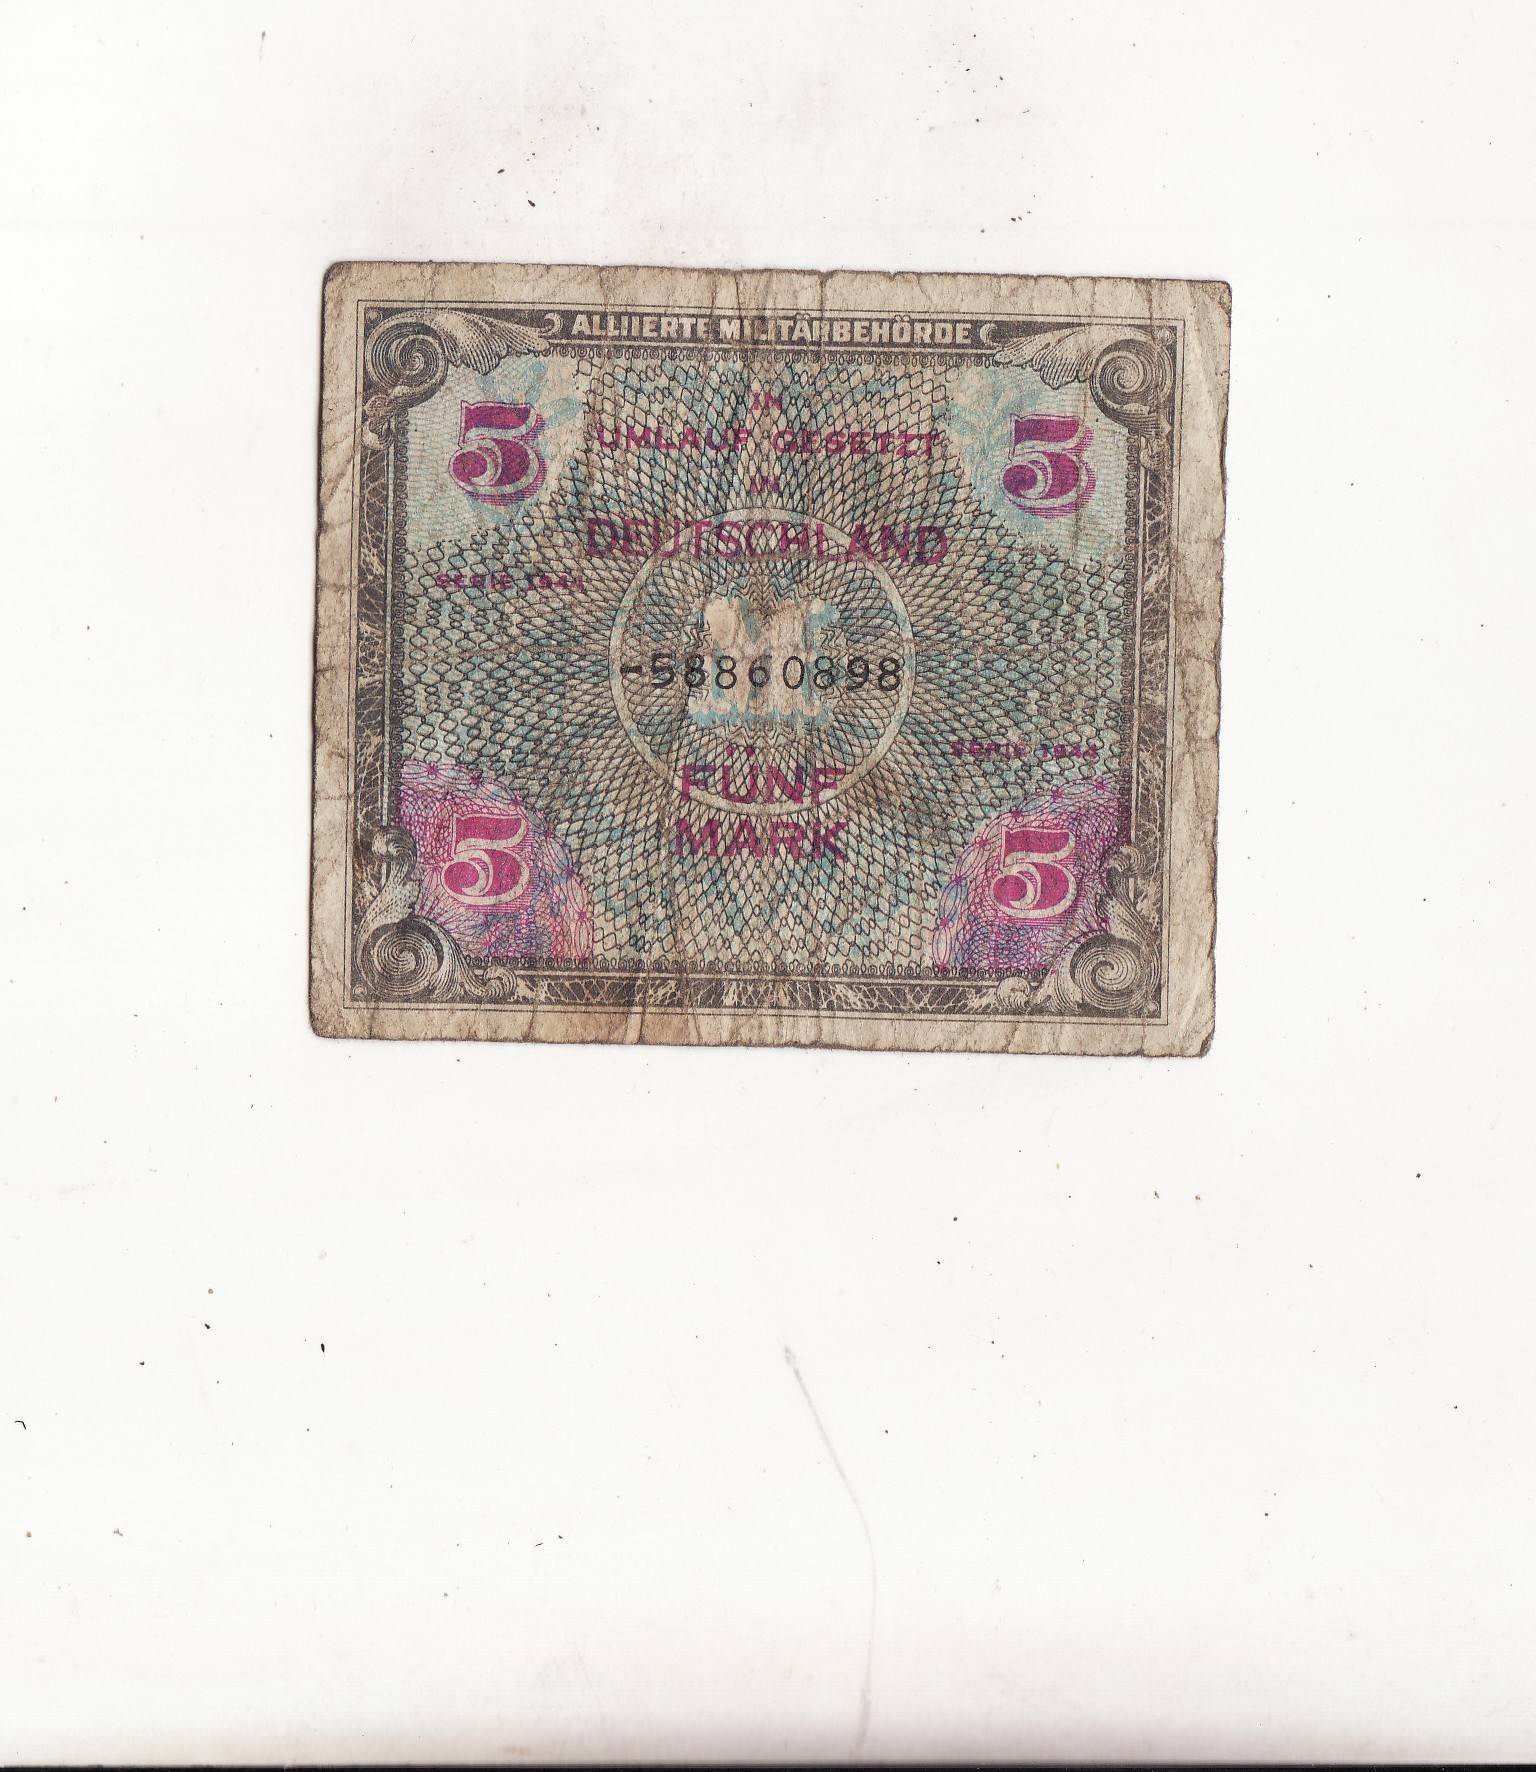 ALLIIERTE MILITÄRBEHÖRDE
5 5
IN
UMLAUF GESETZT
IN
DEUTSCHLAND
SERIE 1944
M
-58860898
SERIE 1944
FÜNF
MARK
5 5